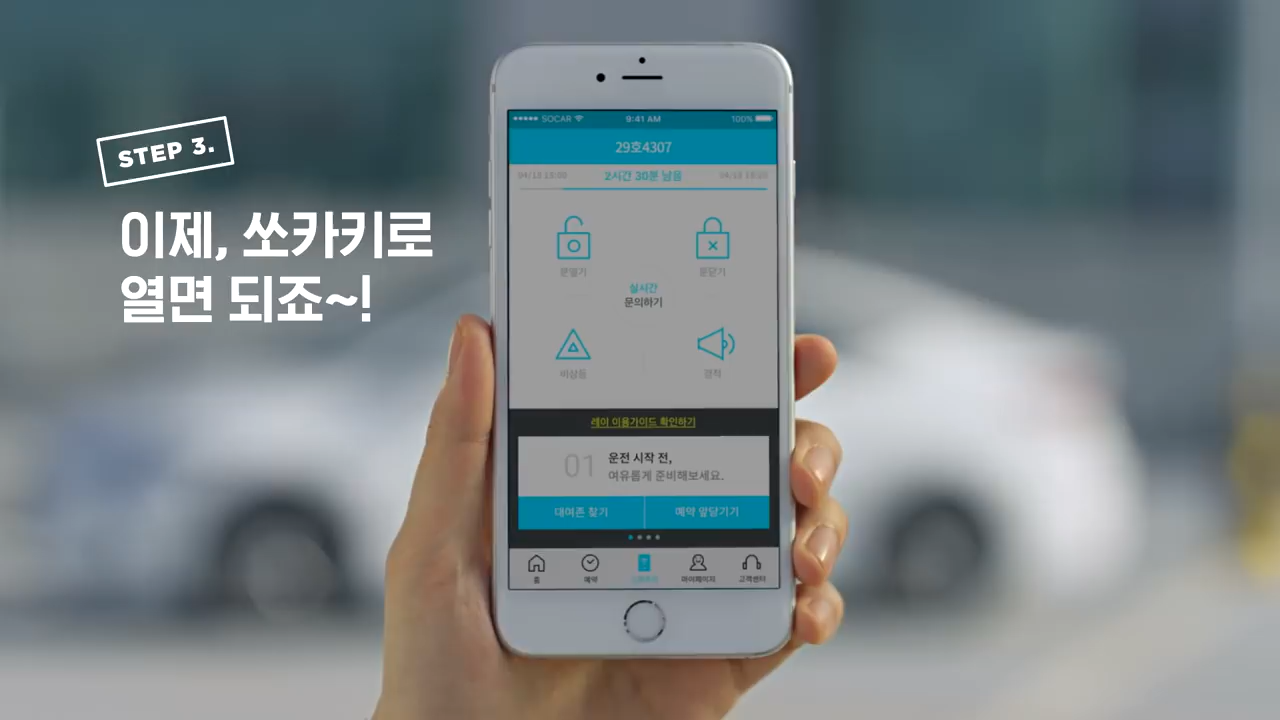 STEP 3.
이제, 쏘카키로
열면 되죠~!
SOCAR
9:41 AM
100%
29호4307
2시간 30분 남음
문열기
문닫기
실시간
문의하기
비상등
경적
레이 이용가이드 확인하기
01
운전 시작 전,
여유롭게 준비해보세요.
대여존 찾기
예약 앞당기기
홈
예약
마이페이지
고객센터